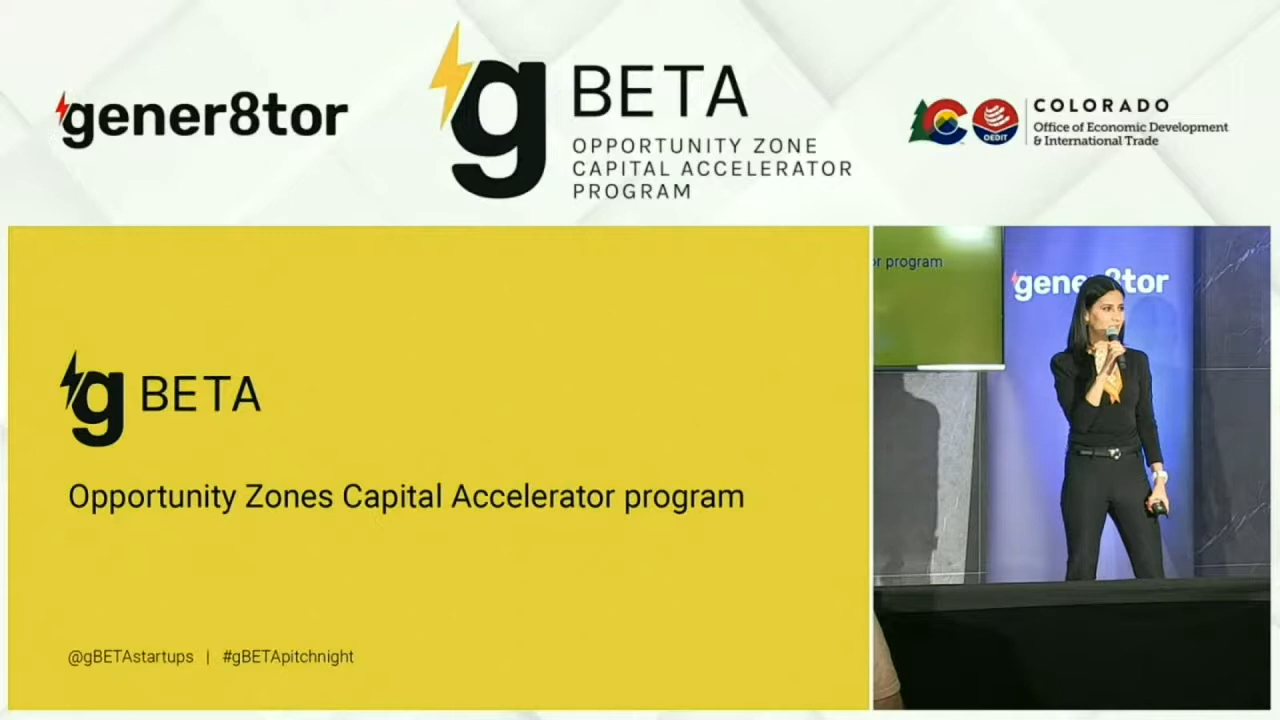 gener8tor
g BETA
OPPORTUNITY ZONE
CAPITAL ACCELERATOR
PROGRAM
C
OEDIT
COLORADO
Office of Economic Development
& International Trade
g BETA
Opportunity Zones Capital Accelerator program
@gBETAstartups | #gBETApitchnight
or program
gener8tor